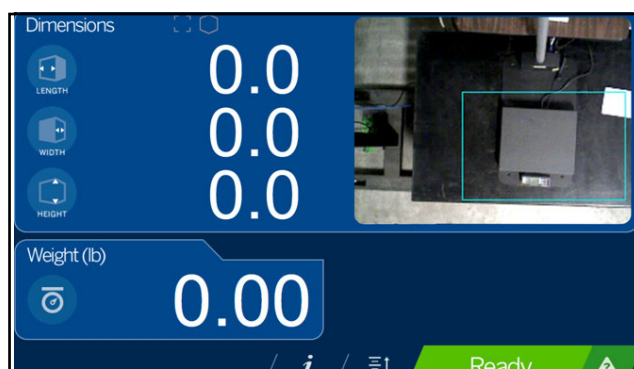 Dimensions
LENGTH
0.0
WIDTH
0.0
HEIGHT
0.0
Weight (lb)
0.00
i
Ready